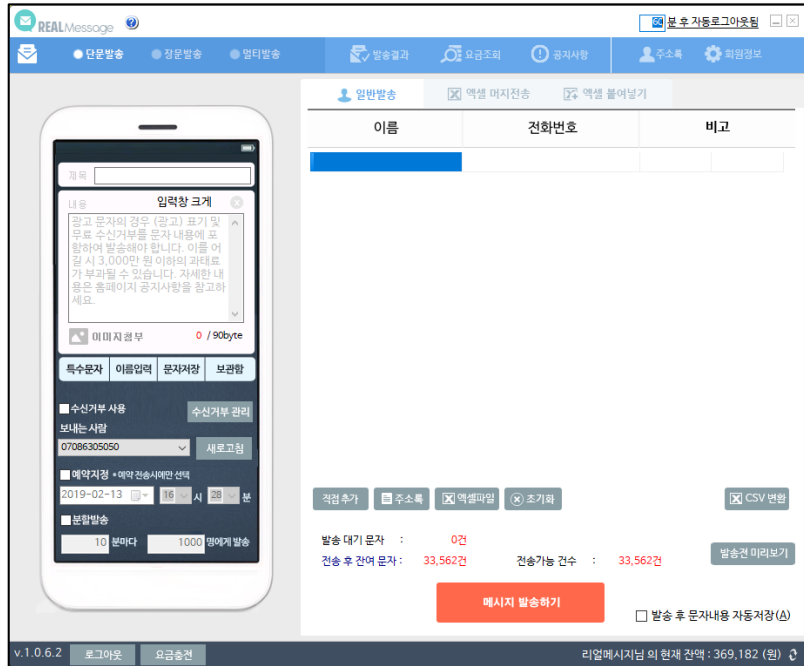 REALMessage
60 분 후 자동로그아웃됨
단문발송 장문발송 멀티발송 발송결과 요금조회 공지사항 주소록 회원정보
일반발송 엑셀 머지전송 엑셀 붙여넣기
이름 전화번호 비고
제목
내용 입력창 크게
광고 문자의 경우 (광고) 표기 및
무료 수신거부를 문자 내용에 포
함하여 발송해야 합니다. 이를 어
길 시 3,000만 원 이하의 과태료
가 부과될 수 있습니다. 자세한 내
용은 홈페이지 공지사항을 참고하
세요.
이미지첨부 0 / 90byte
특수문자 이름입력 문자저장 보관함
수신거부 사용 수신거부 관리
보내는 사람
07086305050 새로고침
예약지정 * 예약 전송시에만 선택
2019-02-13 16 시 28 분
분할발송
10 분마다 1000 명에게 발송
직접 추가 주소록 엑셀파일 초기화 CSV 변환
발송 대기 문자 : 0건
전송 후 잔여 문자 : 33,562건 전송가능 건수 : 33,562건
발송전 미리보기
메시지 발송하기
발송 후 문자내용 자동저장(A)
v.1.0.6.2 로그아웃 요금충전 리얼메시지님 의 현재 잔액 : 369,182 (원)